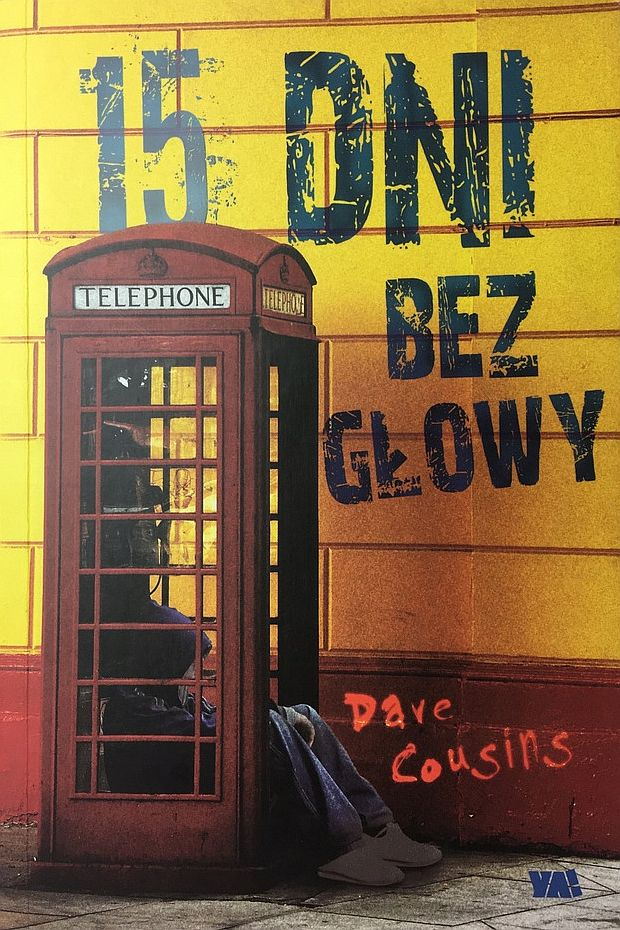 15 DNI
BEZ
GŁOWY
TELEPHONE
TELEPHONE
Dave
Cousins
YA!